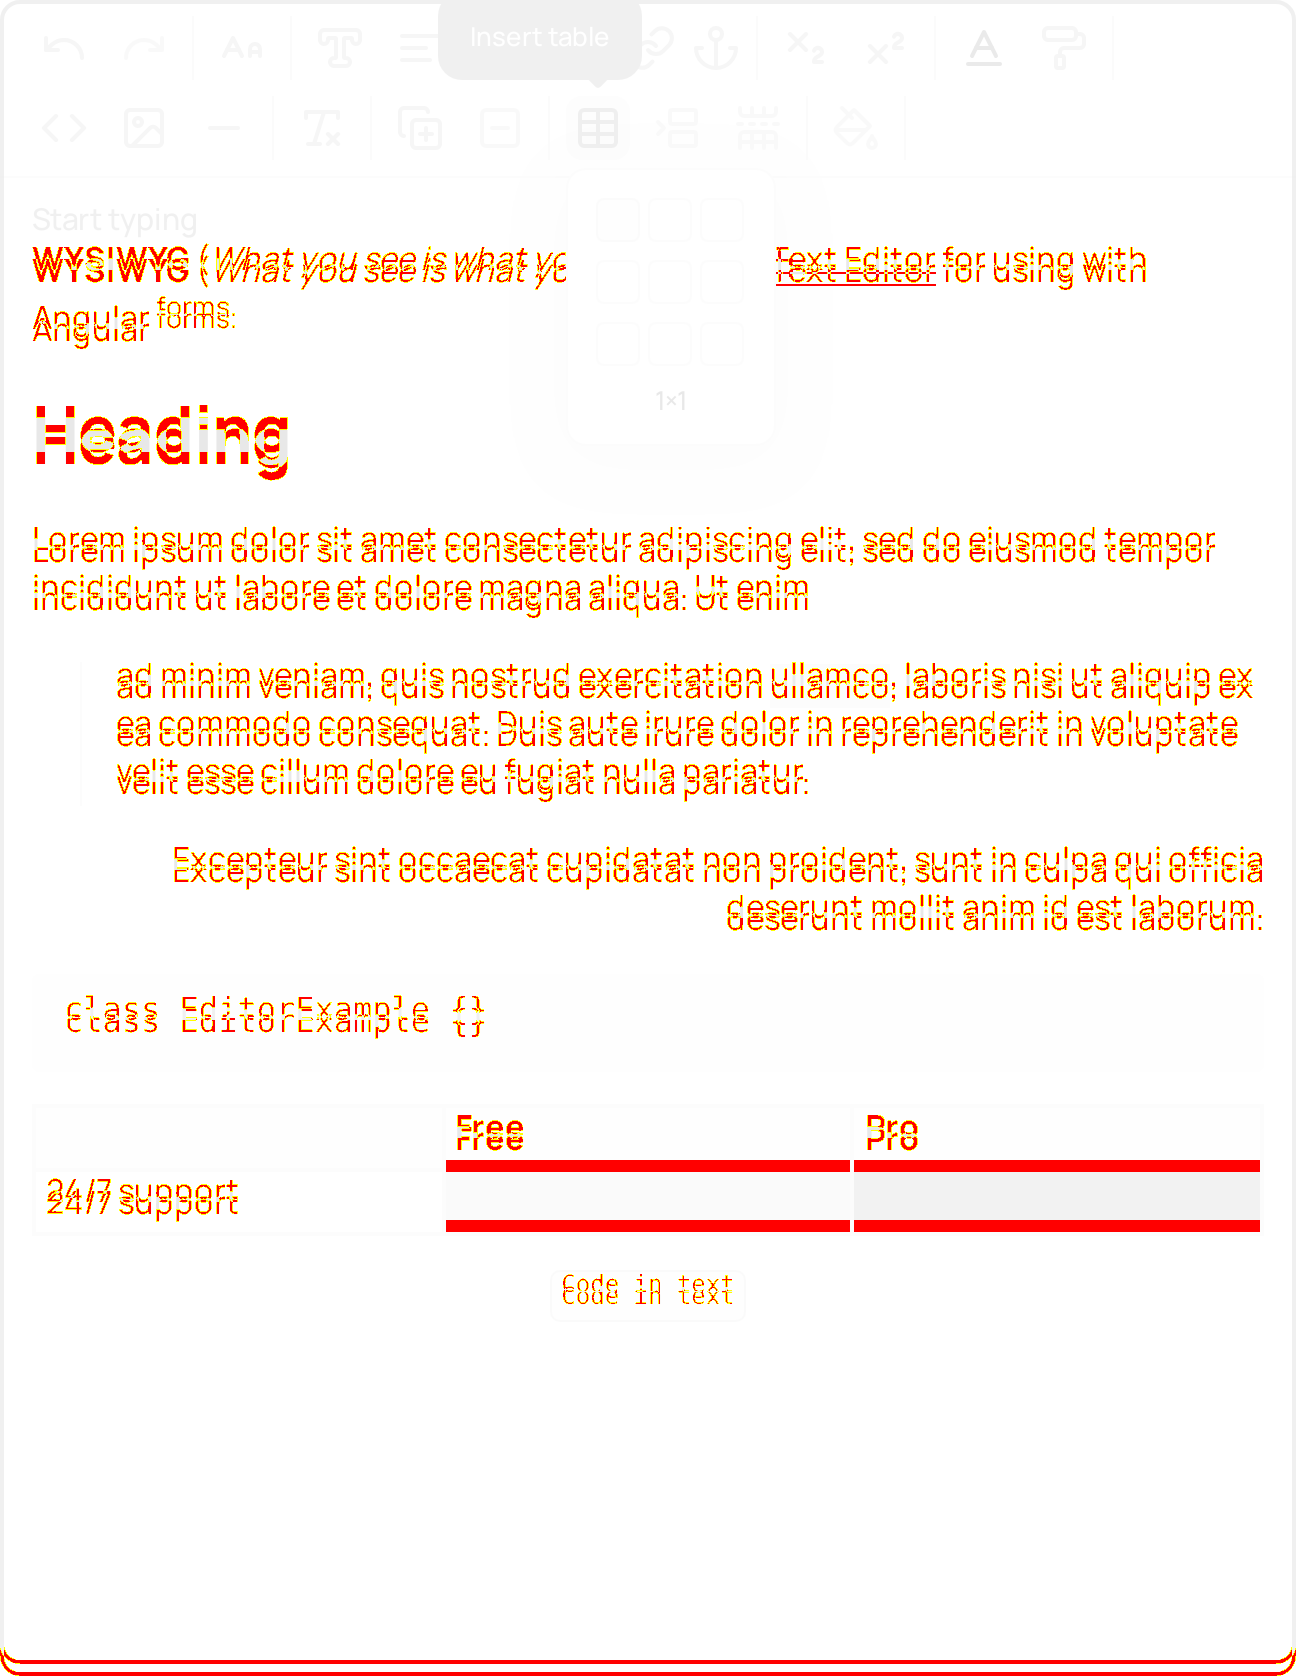 Insert table
Start typing
WYSIWYG (What you see is what yo Text Editor for using with
Angular forms.
1×1
Heading
Lorem ipsum dolor sit amet consectetur adipiscing elit, sed do eiusmod tempor
incididunt ut labore et dolore magna aliqua. Ut enim
ad minim veniam, quis nostrud exercitation ullamco, laboris nisi ut aliquip ex
ea commodo consequat. Duis aute irure dolor in reprehenderit in voluptate
velit esse cillum dolore eu fugiat nulla pariatur.
Excepteur sint occaecat cupidatat non proident, sunt in culpa qui officia
deserunt mollit anim id est laborum.
class EditorExample {}
Free Pro
24/7 support
Code in text